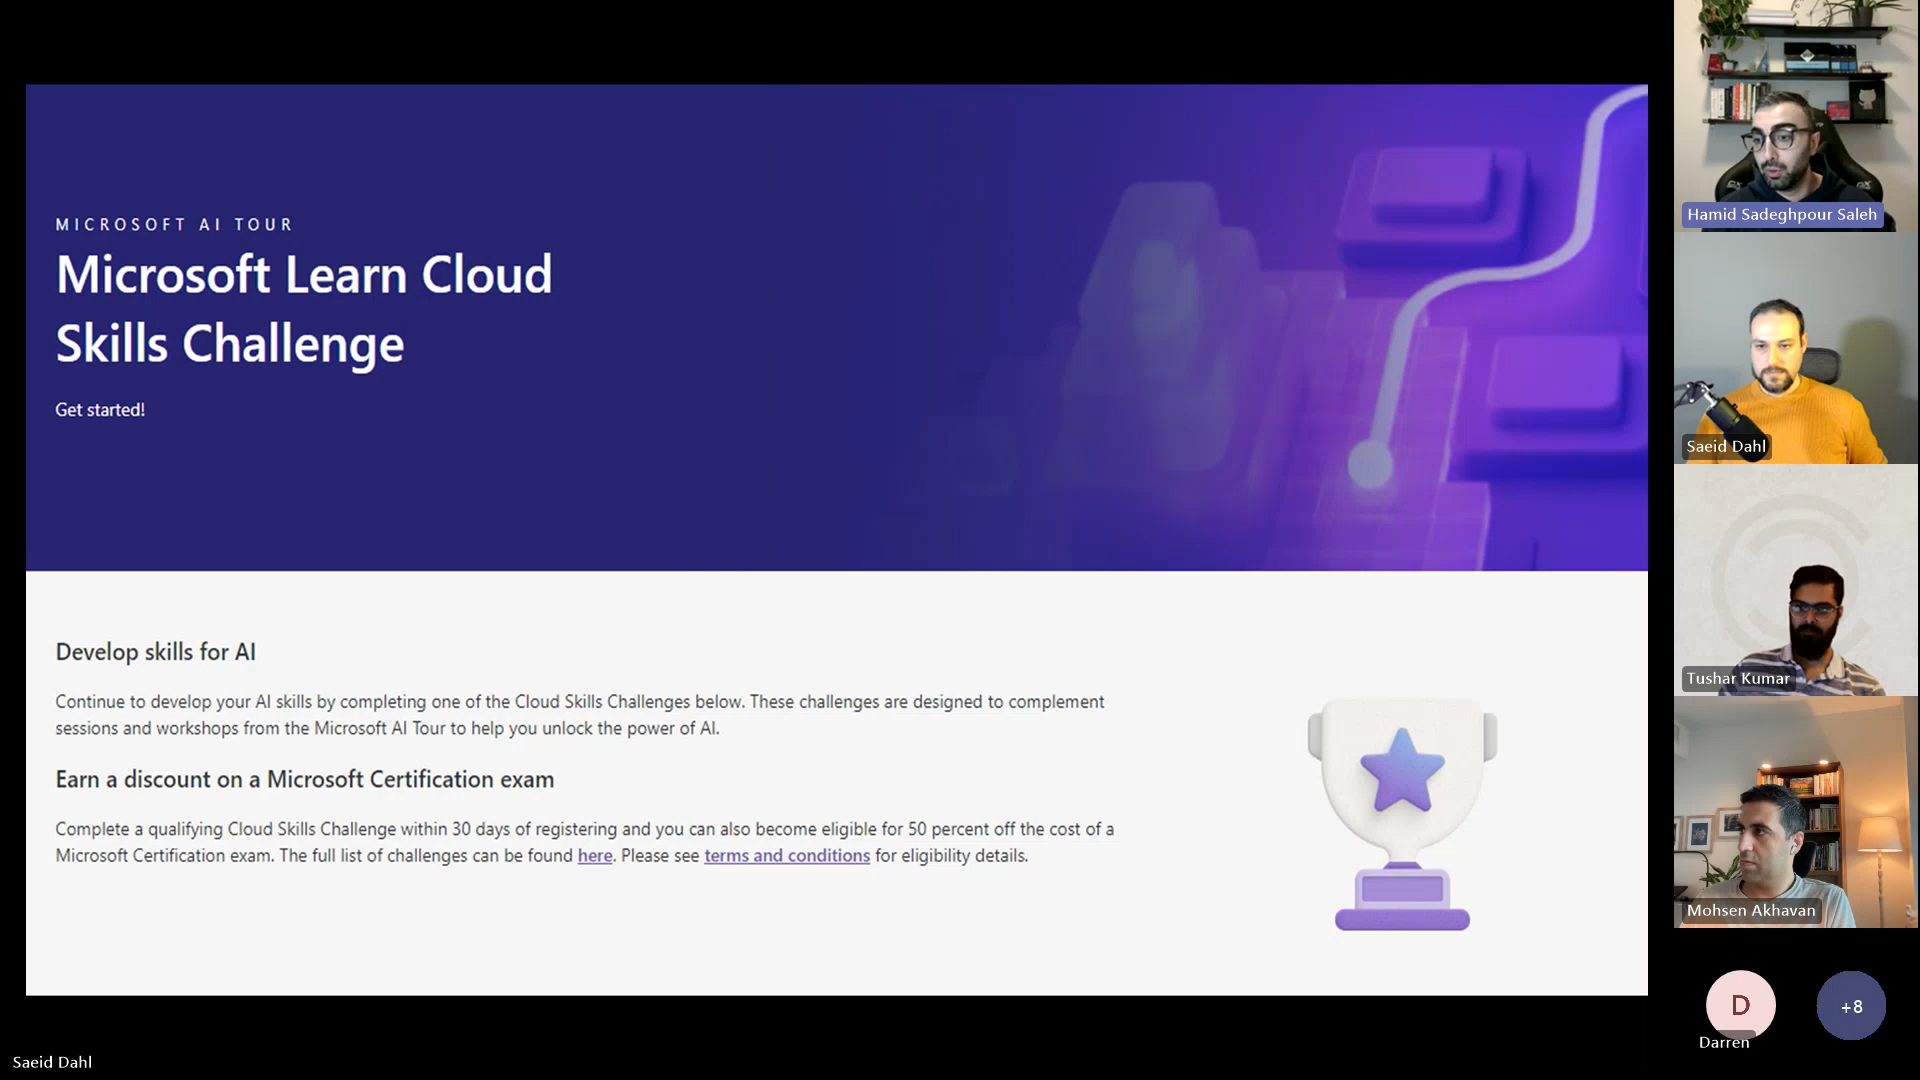 MICROSOFT AI TOUR
Microsoft Learn Cloud
Skills Challenge
Get started!
Develop skills for AI
Continue to develop your AI skills by completing one of the Cloud Skills Challenges below. These challenges are designed to complement
sessions and workshops from the Microsoft AI Tour to help you unlock the power of AI.
Earn a discount on a Microsoft Certification exam
Complete a qualifying Cloud Skills Challenge within 30 days of registering and you can also become eligible for 50 percent off the cost of a
Microsoft Certification exam. The full list of challenges can be found here. Please see terms and conditions for eligibility details.
Saeid Dahl
Hamid Sadeghpour Saleh
Saeid Dahl
Tushar Kumar
Mohsen Akhavan
D
Darren
+8